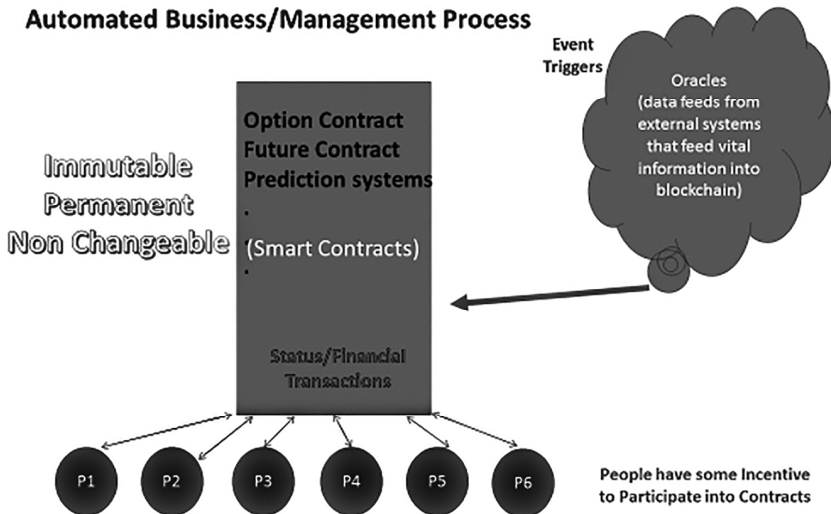 Automated Business/Management Process
Event
Triggers
Oracles
(data feeds from
external systems
that feed vital
information into
blockchain)
Option Contract
Future Contract
Prediction systems
.
.
(Smart Contracts)
.
Immutable
Permanent
Non Changeable
Status/Financial
Transactions
P1
P2
P3
P4
P5
P6
People have some Incentive
to Participate into Contracts